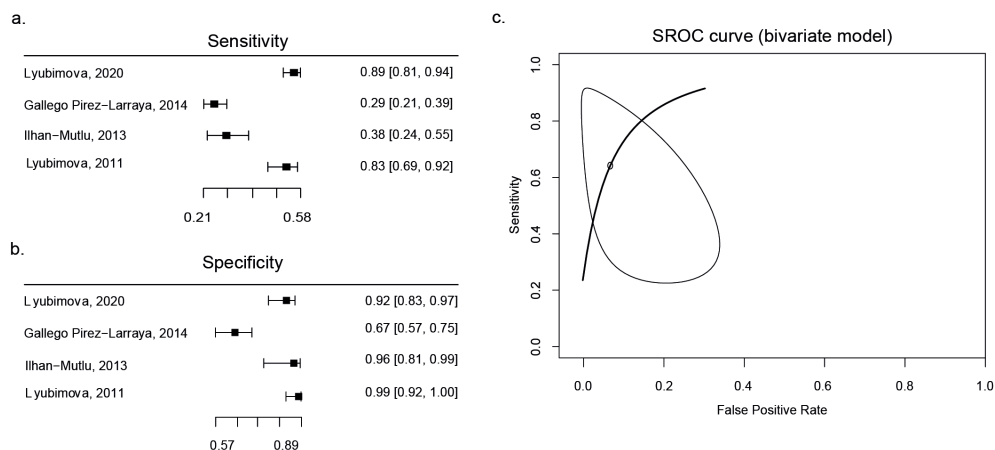 a.
Sensitivity
Lyubimova, 2020 0.89 [0.81, 0.94]
Gallego Pirez−Larraya, 2014 0.29 [0.21, 0.39]
Ilhan−Mutlu, 2013 0.38 [0.24, 0.55]
Lyubimova, 2011 0.83 [0.69, 0.92]
0.21 0.58
b.
Specificity
Lyubimova, 2020 0.92 [0.83, 0.97]
Gallego Pirez−Larraya, 2014 0.67 [0.57, 0.75]
Ilhan−Mutlu, 2013 0.96 [0.81, 0.99]
Lyubimova, 2011 0.99 [0.92, 1.00]
0.57 0.89
c.
SROC curve (bivariate model)
Sensitivity
1.0
0.8
0.6
0.4
0.2
0.0
0.0 0.2 0.4 0.6 0.8 1.0
False Positive Rate